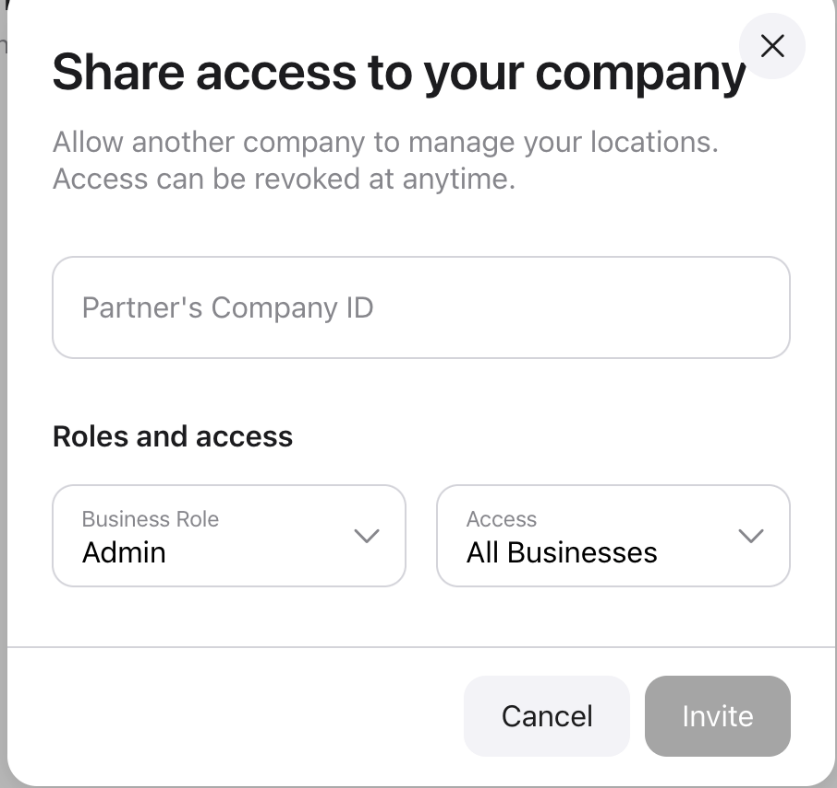 Share access to your company
Allow another company to manage your locations.
Access can be revoked at anytime.
Partner's Company ID
Roles and access
Business Role
Admin
Access
All Businesses
Cancel
Invite